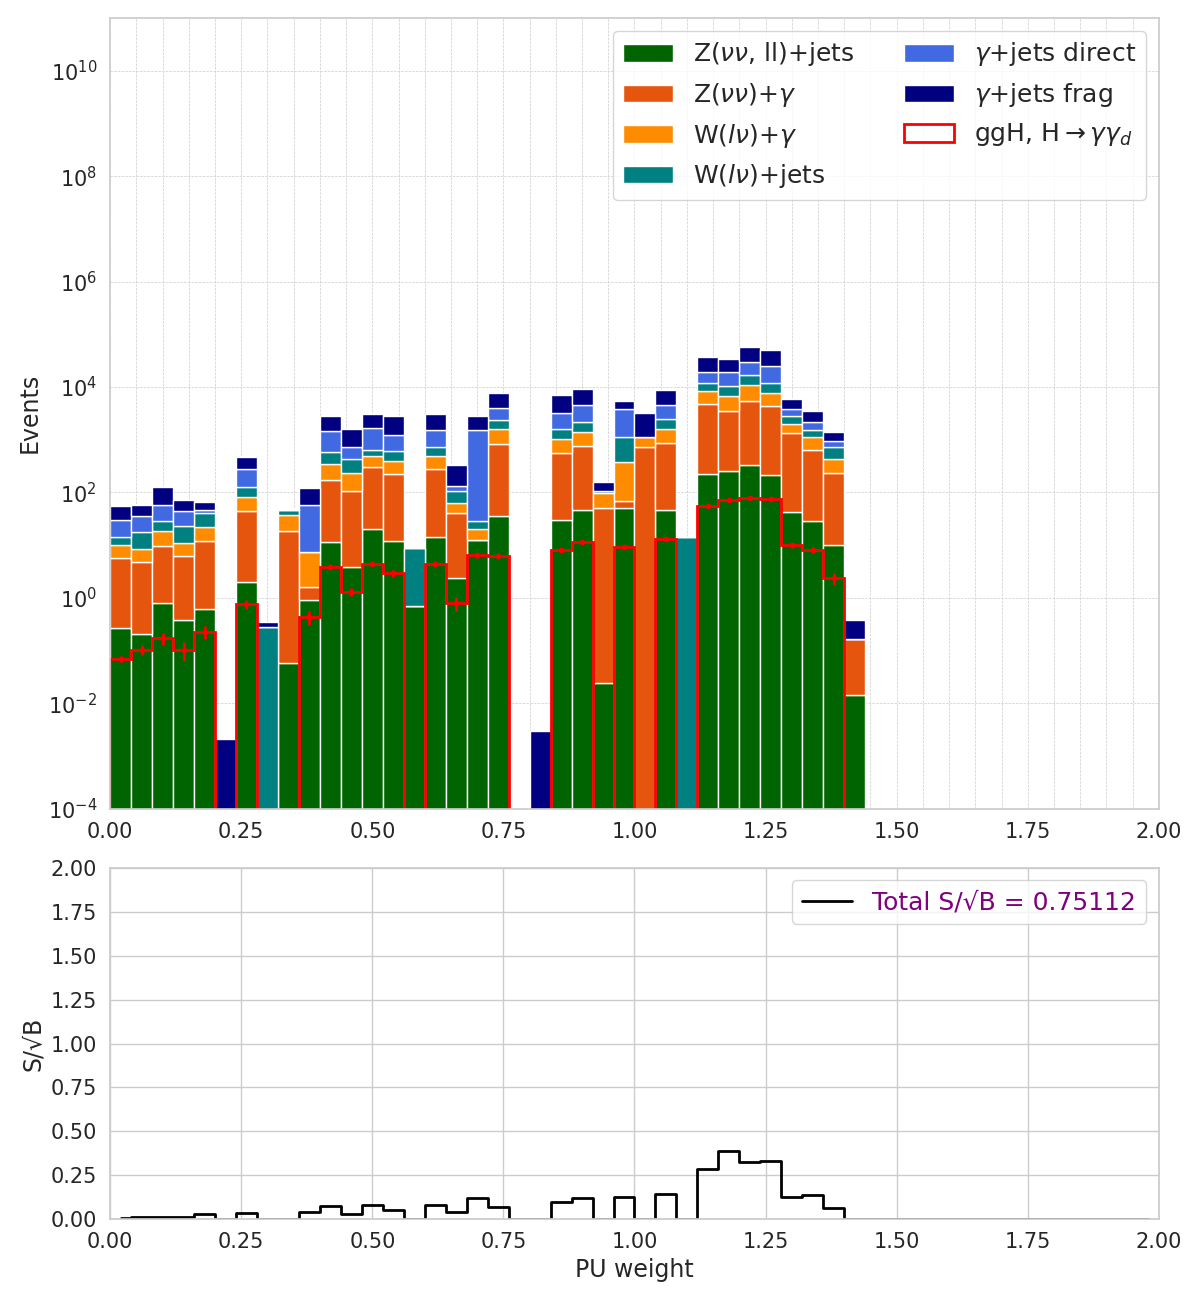 Z(νν, ll)+jets
Z(νν)+γ
W(lν)+γ
W(lν)+jets
γ+jets direct
γ+jets frag
ggH, H→γγ_d
Events
10^10
10^8
10^6
10^4
10^2
10^0
10^−2
10^−4
0.00 0.25 0.50 0.75 1.00 1.25 1.50 1.75 2.00
Total S/√B = 0.75112
S/√B
2.00
1.75
1.50
1.25
1.00
0.75
0.50
0.25
0.00
0.00 0.25 0.50 0.75 1.00 1.25 1.50 1.75 2.00
PU weight